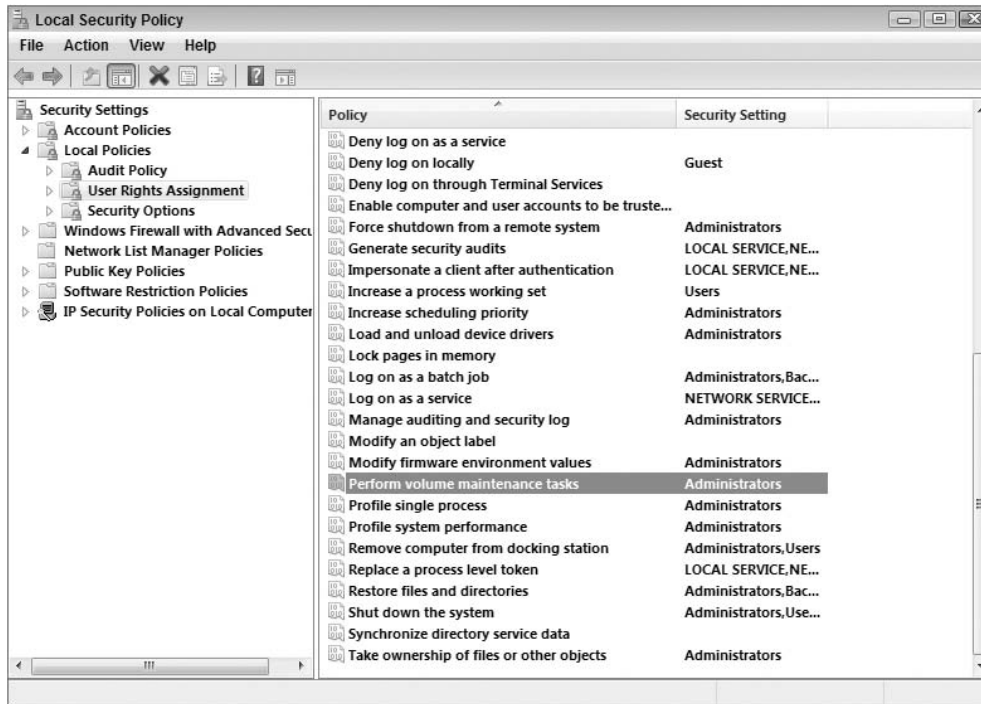 Local Security Policy
File Action View Help
Security Settings
Account Policies
Local Policies
Audit Policy
User Rights Assignment
Security Options
Windows Firewall with Advanced Secu
Network List Manager Policies
Public Key Policies
Software Restriction Policies
IP Security Policies on Local Computer
Policy Security Setting
Deny log on as a service
Deny log on locally Guest
Deny log on through Terminal Services
Enable computer and user accounts to be truste...
Force shutdown from a remote system Administrators
Generate security audits LOCAL SERVICE,NE...
Impersonate a client after authentication LOCAL SERVICE,NE...
Increase a process working set Users
Increase scheduling priority Administrators
Load and unload device drivers Administrators
Lock pages in memory
Log on as a batch job Administrators,Bac...
Log on as a service NETWORK SERVICE...
Manage auditing and security log Administrators
Modify an object label
Modify firmware environment values Administrators
Perform volume maintenance tasks Administrators
Profile single process Administrators
Profile system performance Administrators
Remove computer from docking station Administrators,Users
Replace a process level token LOCAL SERVICE,NE...
Restore files and directories Administrators,Bac...
Shut down the system Administrators,Use...
Synchronize directory service data
Take ownership of files or other objects Administrators